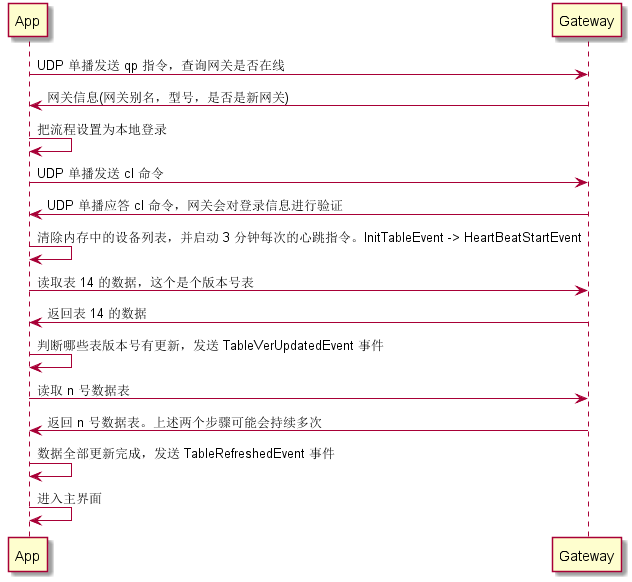 App
Gateway
UDP 单播发送 qp 指令，查询网关是否在线
网关信息(网关别名，型号，是否是新网关)
把流程设置为本地登录
UDP 单播发送 cl 命令
UDP 单播应答 cl 命令，网关会对登录信息进行验证
清除内存中的设备列表，并启动 3 分钟每次的心跳指令。InitTableEvent -> HeartBeatStartEvent
读取表 14 的数据，这个是个版本号表
返回表 14 的数据
判断哪些表版本号有更新，发送 TableVerUpdatedEvent 事件
读取 n 号数据表
返回 n 号数据表。上述两个步骤可能会持续多次
数据全部更新完成，发送 TableRefreshedEvent 事件
进入主界面
App
Gateway